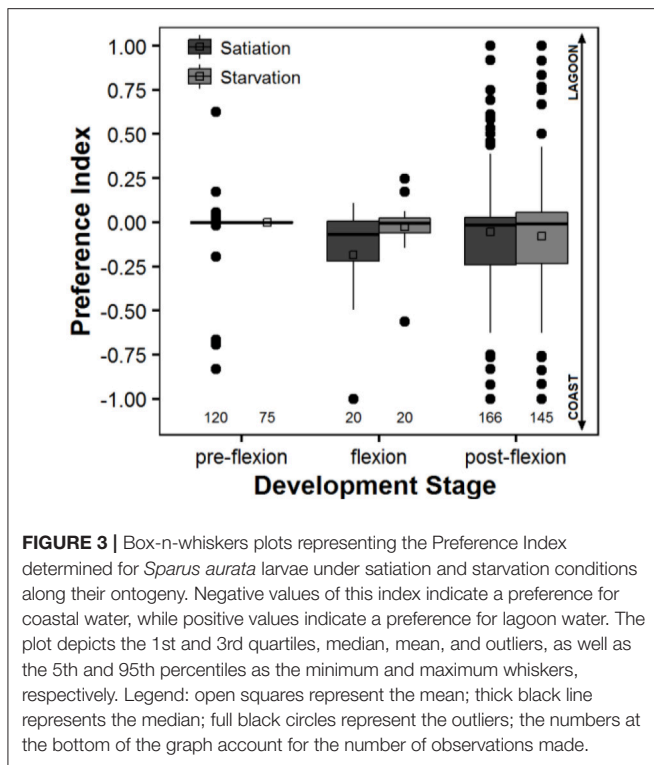 1.00
0.75
0.50
0.25
0.00
-0.25
-0.50
-0.75
-1.00
Preference Index
Satiation
Starvation
LAGOON
COAST
120 75 20 20 166 145
pre-flexion flexion post-flexion
Development Stage
FIGURE 3 | Box-n-whiskers plots representing the Preference Index
determined for Sparus aurata larvae under satiation and starvation conditions
along their ontogeny. Negative values of this index indicate a preference for
coastal water, while positive values indicate a preference for lagoon water. The
plot depicts the 1st and 3rd quartiles, median, mean, and outliers, as well as
the 5th and 95th percentiles as the minimum and maximum whiskers,
respectively. Legend: open squares represent the mean; thick black line
represents the median; full black circles represent the outliers; the numbers at
the bottom of the graph account for the number of observations made.